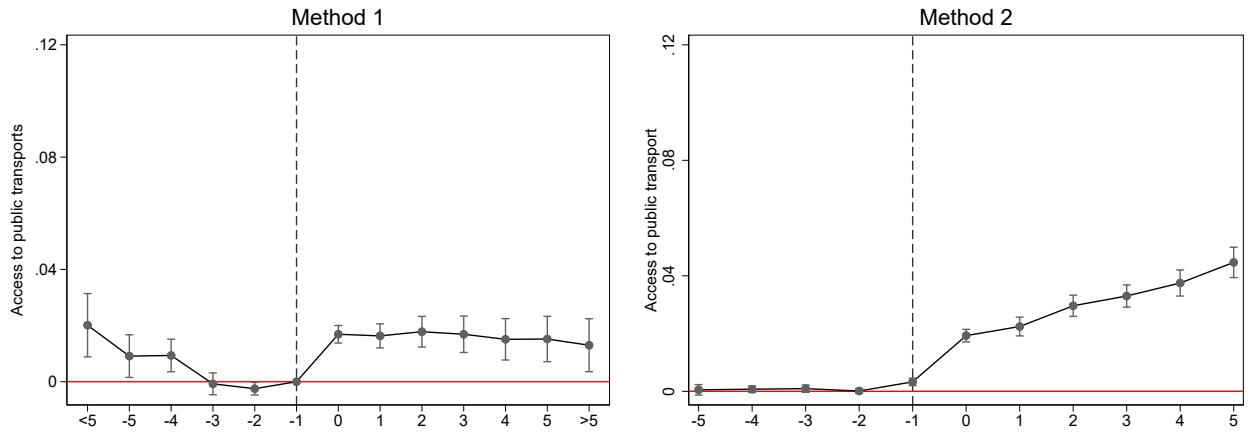 Method 1
Access to public transports
.12
.08
.04
0
<5 -5 -4 -3 -2 -1 0 1 2 3 4 5 >5
Method 2
Access to public transport
.12
.08
.04
0
-5 -4 -3 -2 -1 0 1 2 3 4 5